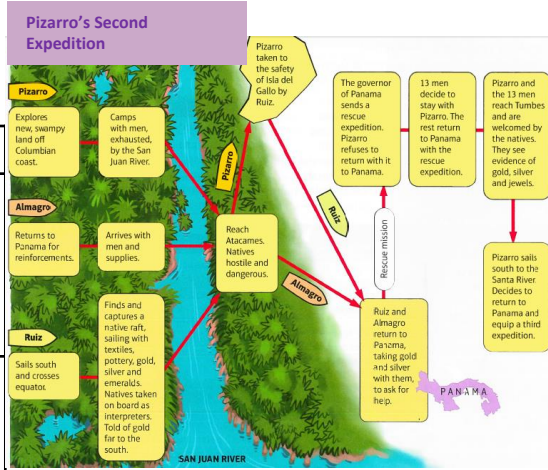 Pizarro's Second
Expedition
Pizarro
Explores
new, swampy
land off
Columbian
coast.
Camps
with men,
exhausted,
by the San
Juan River.
Almagro
Returns to
Panama for
reinforcements.
Arrives with
men and
supplies.
Ruiz
Sails south
and crosses
equator.
Finds and
captures a
native raft,
sailing with
textiles,
pottery, gold,
silver and
emeralds.
Natives taken
on board as
interpreters.
Told of gold
far to the
south.
Reach
Atacames.
Natives
hostile and
dangerous.
Pizarro
Pizarro
taken to
the safety
of Isla del
Gallo by
Ruiz.
Ruiz
Almagro
Ruiz and
Almagro
return to
Panama,
taking gold
and silver
with them,
to ask for
help.
Rescue mission
The governor
of Panama
sends a
rescue
expedition.
Pizarro
refuses to
return with it
to Panama.
13 men
decide to
stay with
Pizarro. The
rest return
to Panama
with the
rescue
expedition.
Pizarro and
the 13 men
reach Tumbes
and are
welcomed by
the natives.
They see
evidence of
gold, silver
and jewels.
Pizarro sails
south to the
Santa River
Decides to
return to
Panama and
equip a third
expedition.
PANAMA
SAN JUAN RIVER